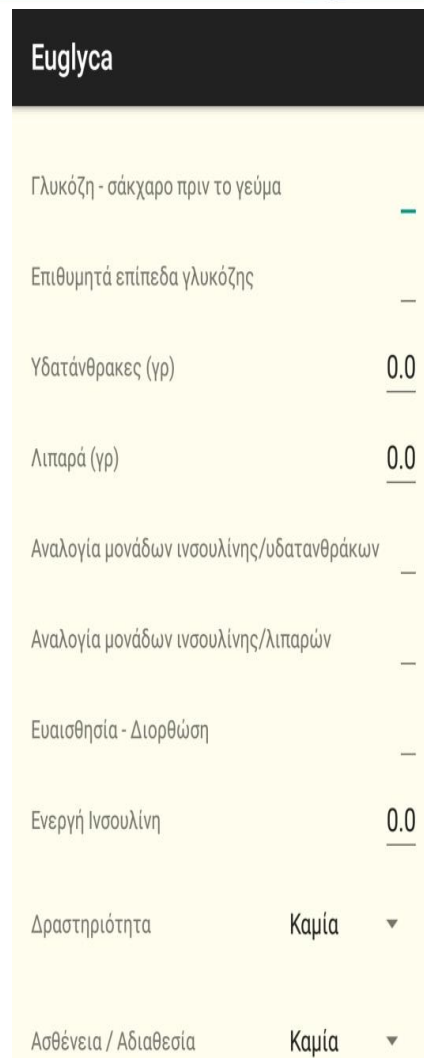 Euglyca
Γλυκόζη - σάκχαρο πριν το γεύμα
Επιθυμητά επίπεδα γλυκόζης
Υδατάνθρακες (γρ) 0.0
Λιπαρά (γρ) 0.0
Αναλογία μονάδων ινσουλίνης/υδατανθράκων
Αναλογία μονάδων ινσουλίνης/λιπαρών
Ευαισθησία - Διορθώση
Ενεργή Ινσουλίνη 0.0
Δραστηριότητα Καμία
Ασθένεια / Αδιαθεσία Καμία